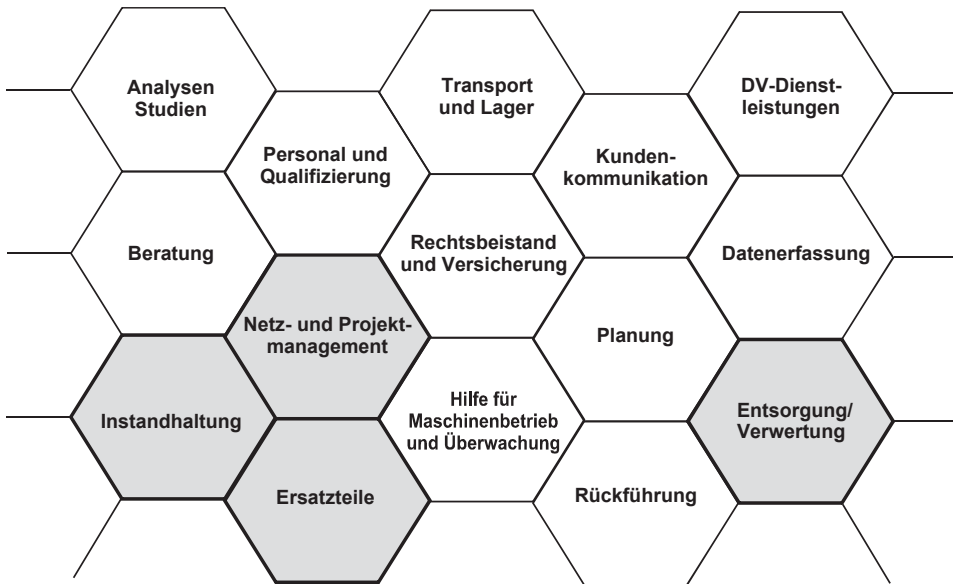 Analysen
Studien
Transport
und Lager
DV-Dienst-
leistungen
Personal und
Qualifizierung
Kunden-
kommunikation
Beratung
Rechtsbeistand
und Versicherung
Datenerfassung
Netz- und Projekt-
management
Planung
Instandhaltung
Hilfe für
Maschinenbetrieb
und Überwachung
Entsorgung/
Verwertung
Ersatzteile
Rückführung